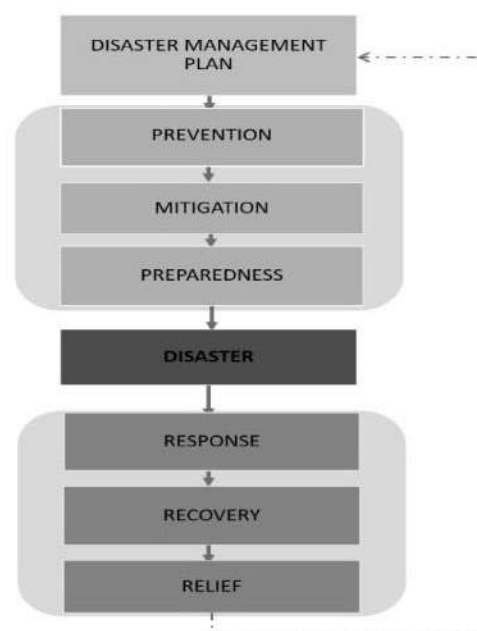 DISASTER MANAGEMENT
PLAN
PREVENTION
MITIGATION
PREPAREDNESS
DISASTER
RESPONSE
RECOVERY
RELIEF